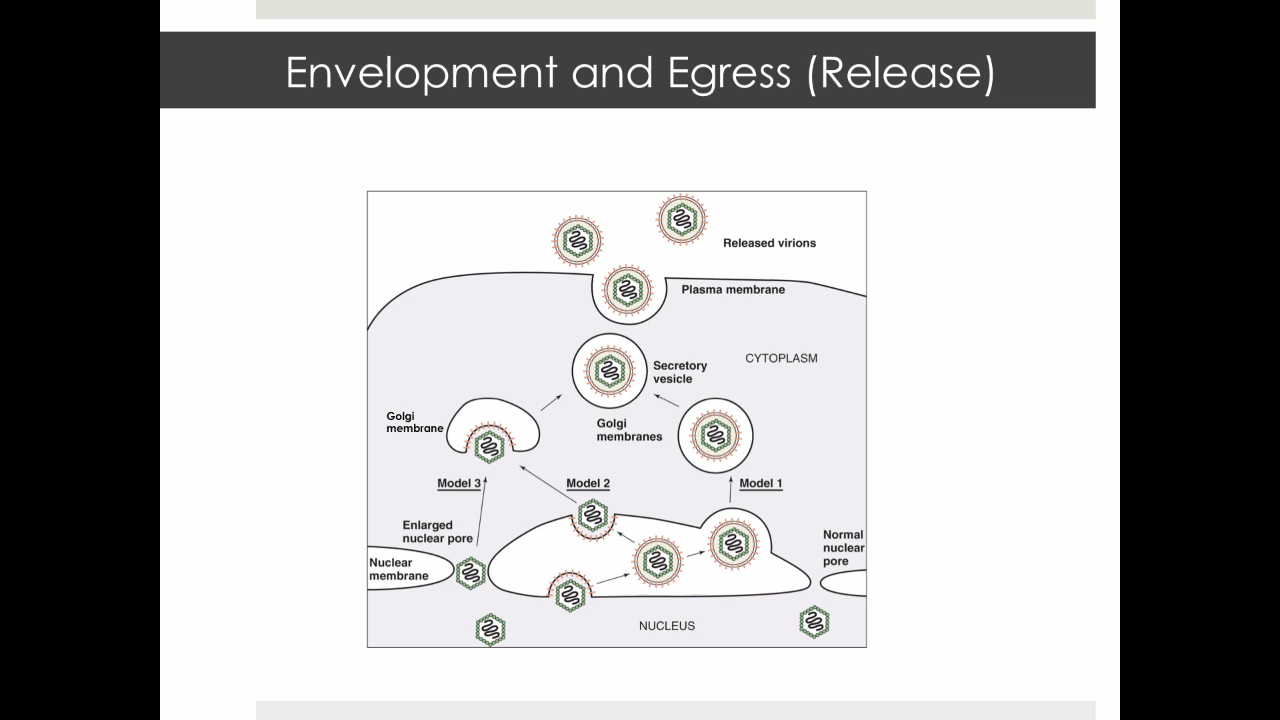 Envelopment and Egress (Release)
Released virions
Plasma membrane
CYTOPLASM
Secretory
vesicle
Golgi
membrane
Golgi
membranes
Model 3
Model 2
Model 1
Enlarged
nuclear pore
Normal
nuclear
pore
Nuclear
membrane
NUCLEUS